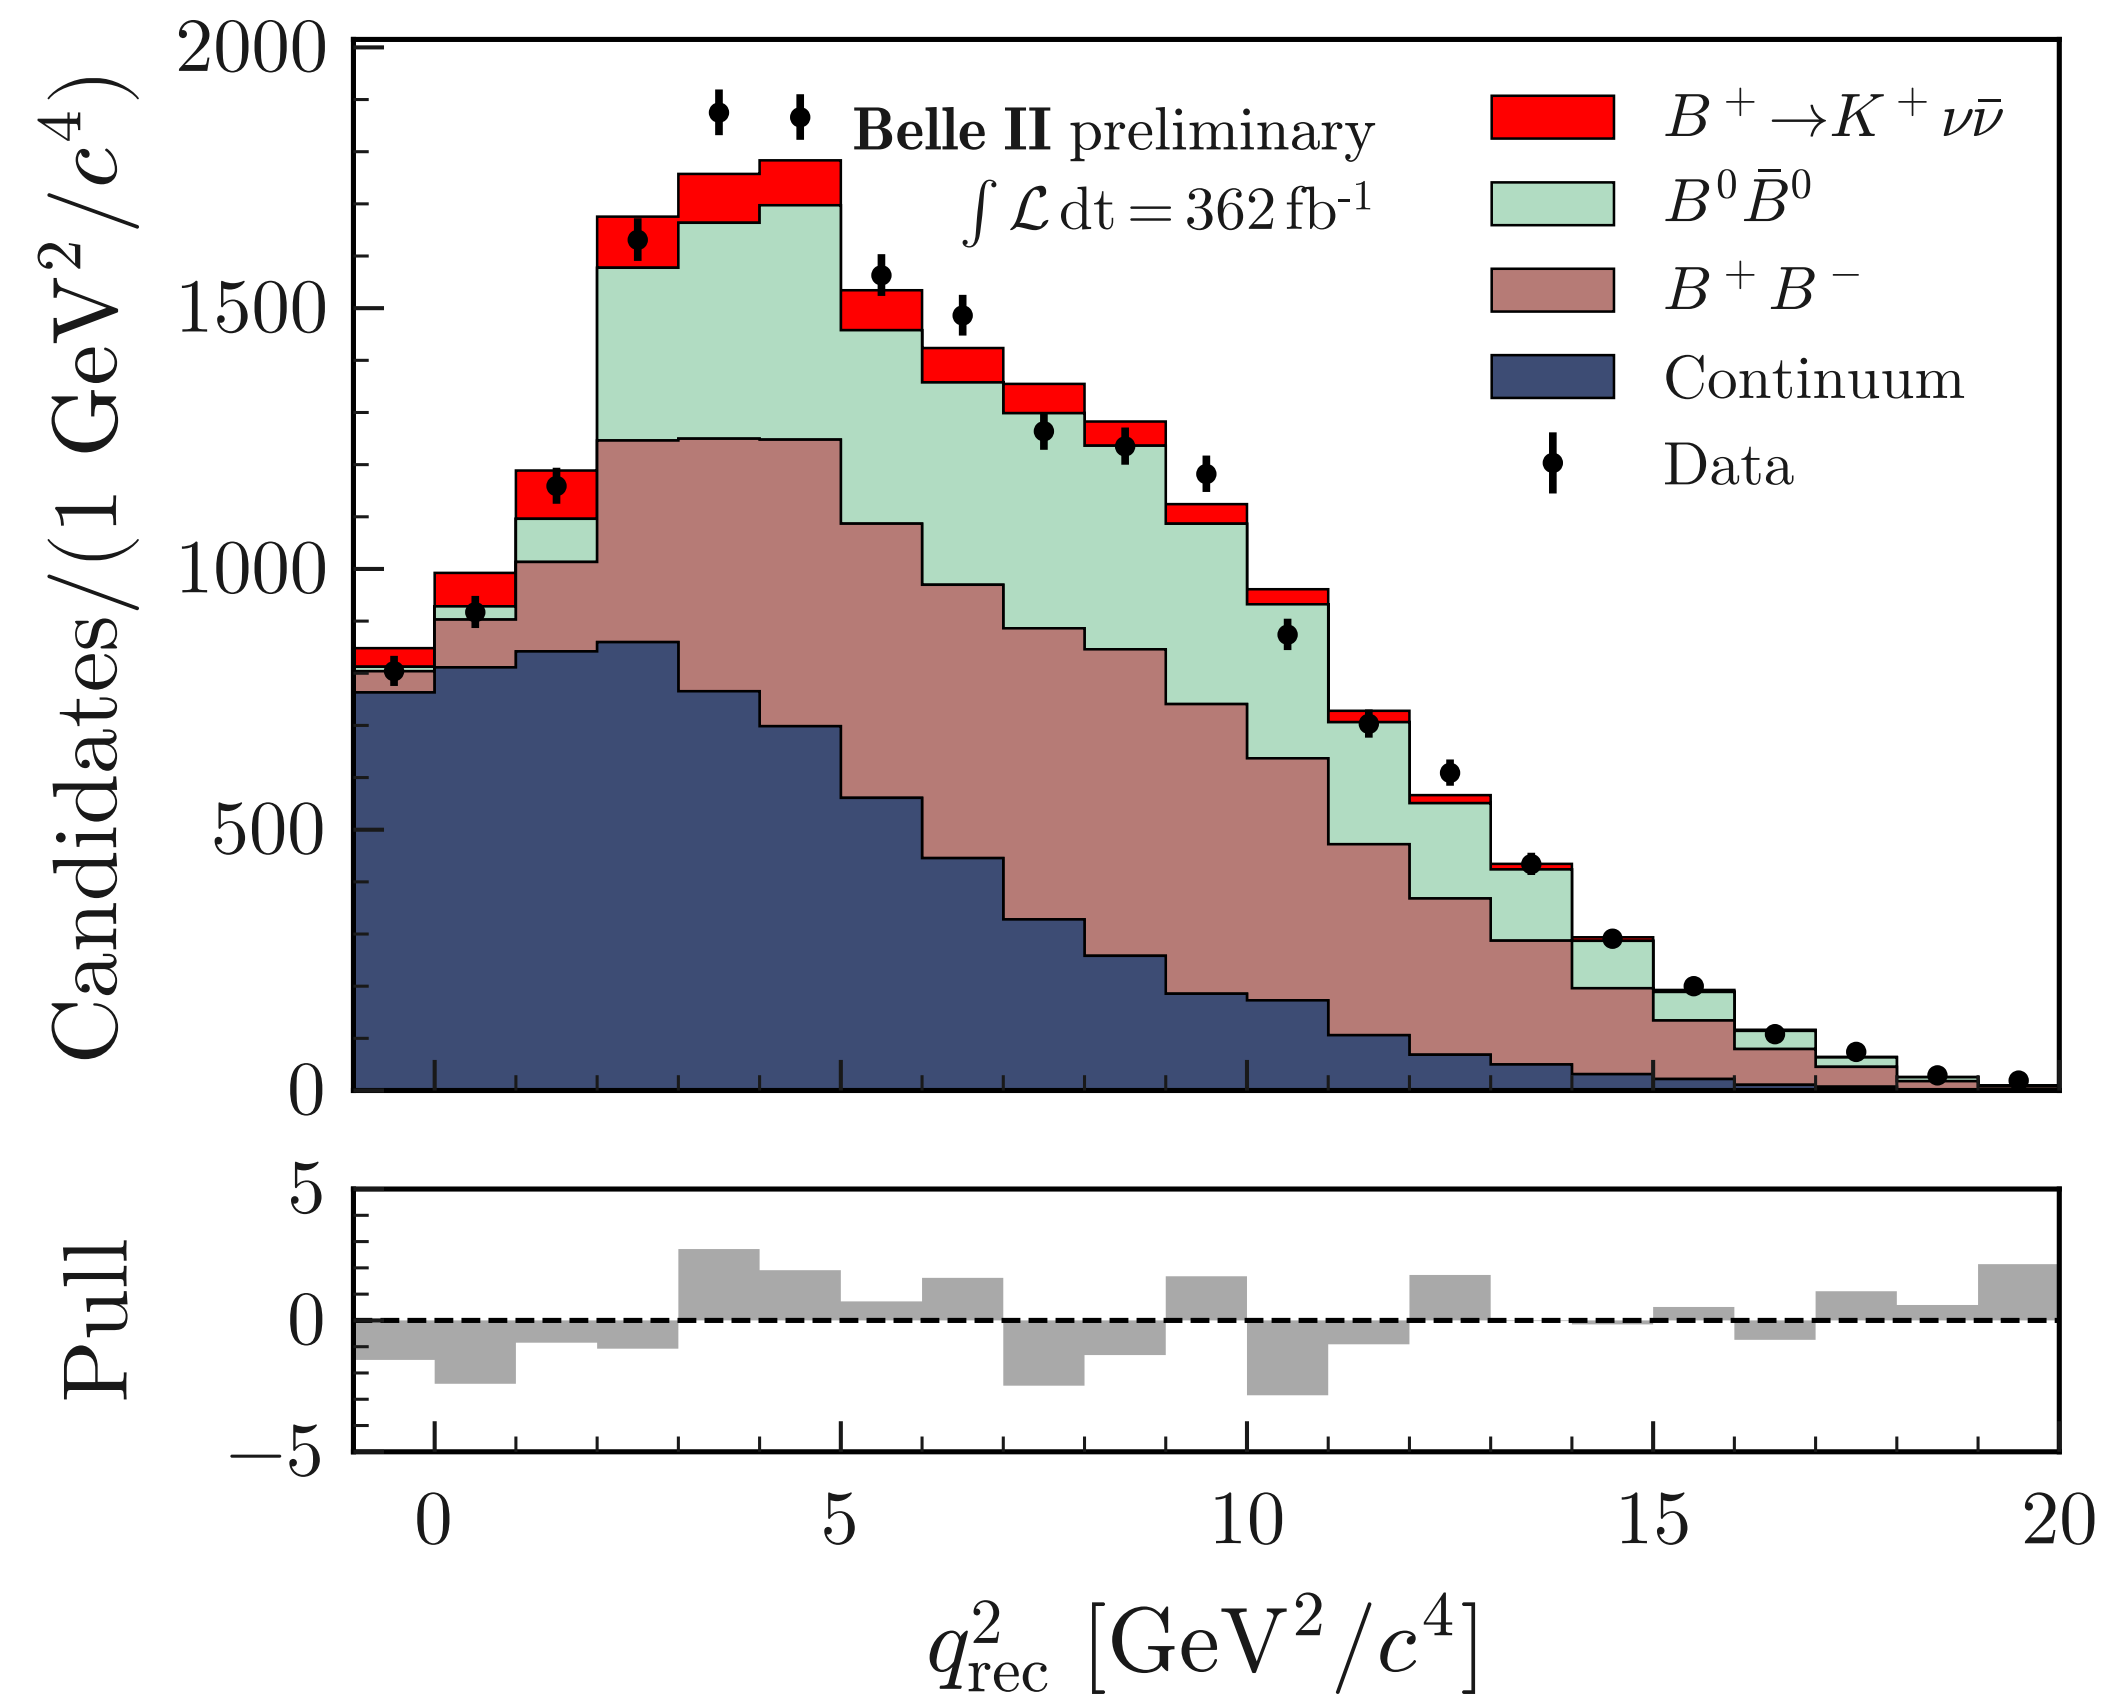 Candidates/(1 GeV²/c⁴)
2000
1500
1000
500
0
Belle II preliminary
∫ ℒ dt = 362 fb⁻¹
B⁺→K⁺νν̄
B⁰B̄⁰
B⁺B⁻
Continuum
Data
Pull
5
0
−5
0 5 10 15 20
q²rec [GeV²/c⁴]